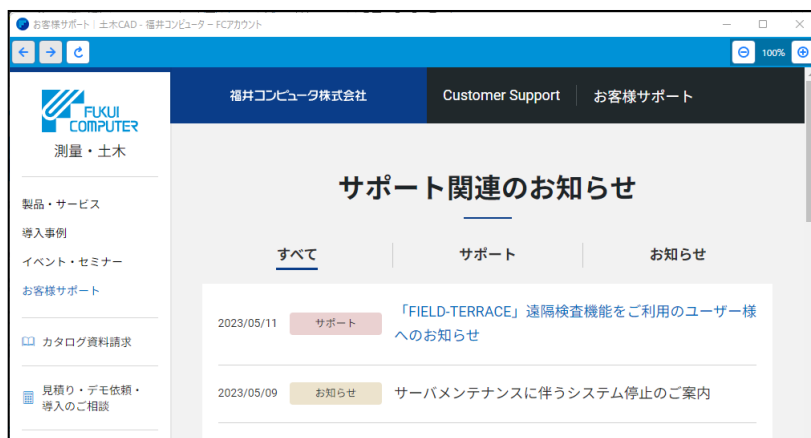 お客様サポート｜土木CAD - 福井コンピュータ – FCアカウント
100%
FUKUI
COMPUTER
測量・土木
製品・サービス
導入事例
イベント・セミナー
お客様サポート
カタログ資料請求
見積り・デモ依頼・
導入のご相談
福井コンピュータ株式会社
Customer Support
お客様サポート
サポート関連のお知らせ
すべて
サポート
お知らせ
2023/05/11 サポート 「FIELD-TERRACE」遠隔検査機能をご利用のユーザー様
へのお知らせ
2023/05/09 お知らせ サーバメンテナンスに伴うシステム停止のご案内